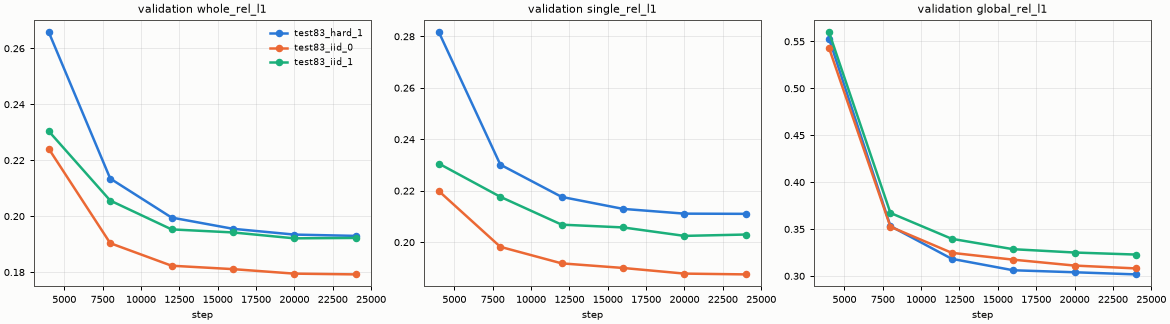 validation whole_rel_l1
0.26
0.24
0.22
0.20
0.18
5000 7500 10000 12500 15000 17500 20000 22500 25000
step
test83_hard_1
test83_iid_0
test83_iid_1
validation single_rel_l1
0.28
0.26
0.24
0.22
0.20
5000 7500 10000 12500 15000 17500 20000 22500 25000
step
validation global_rel_l1
0.55
0.50
0.45
0.40
0.35
0.30
5000 7500 10000 12500 15000 17500 20000 22500 25000
step